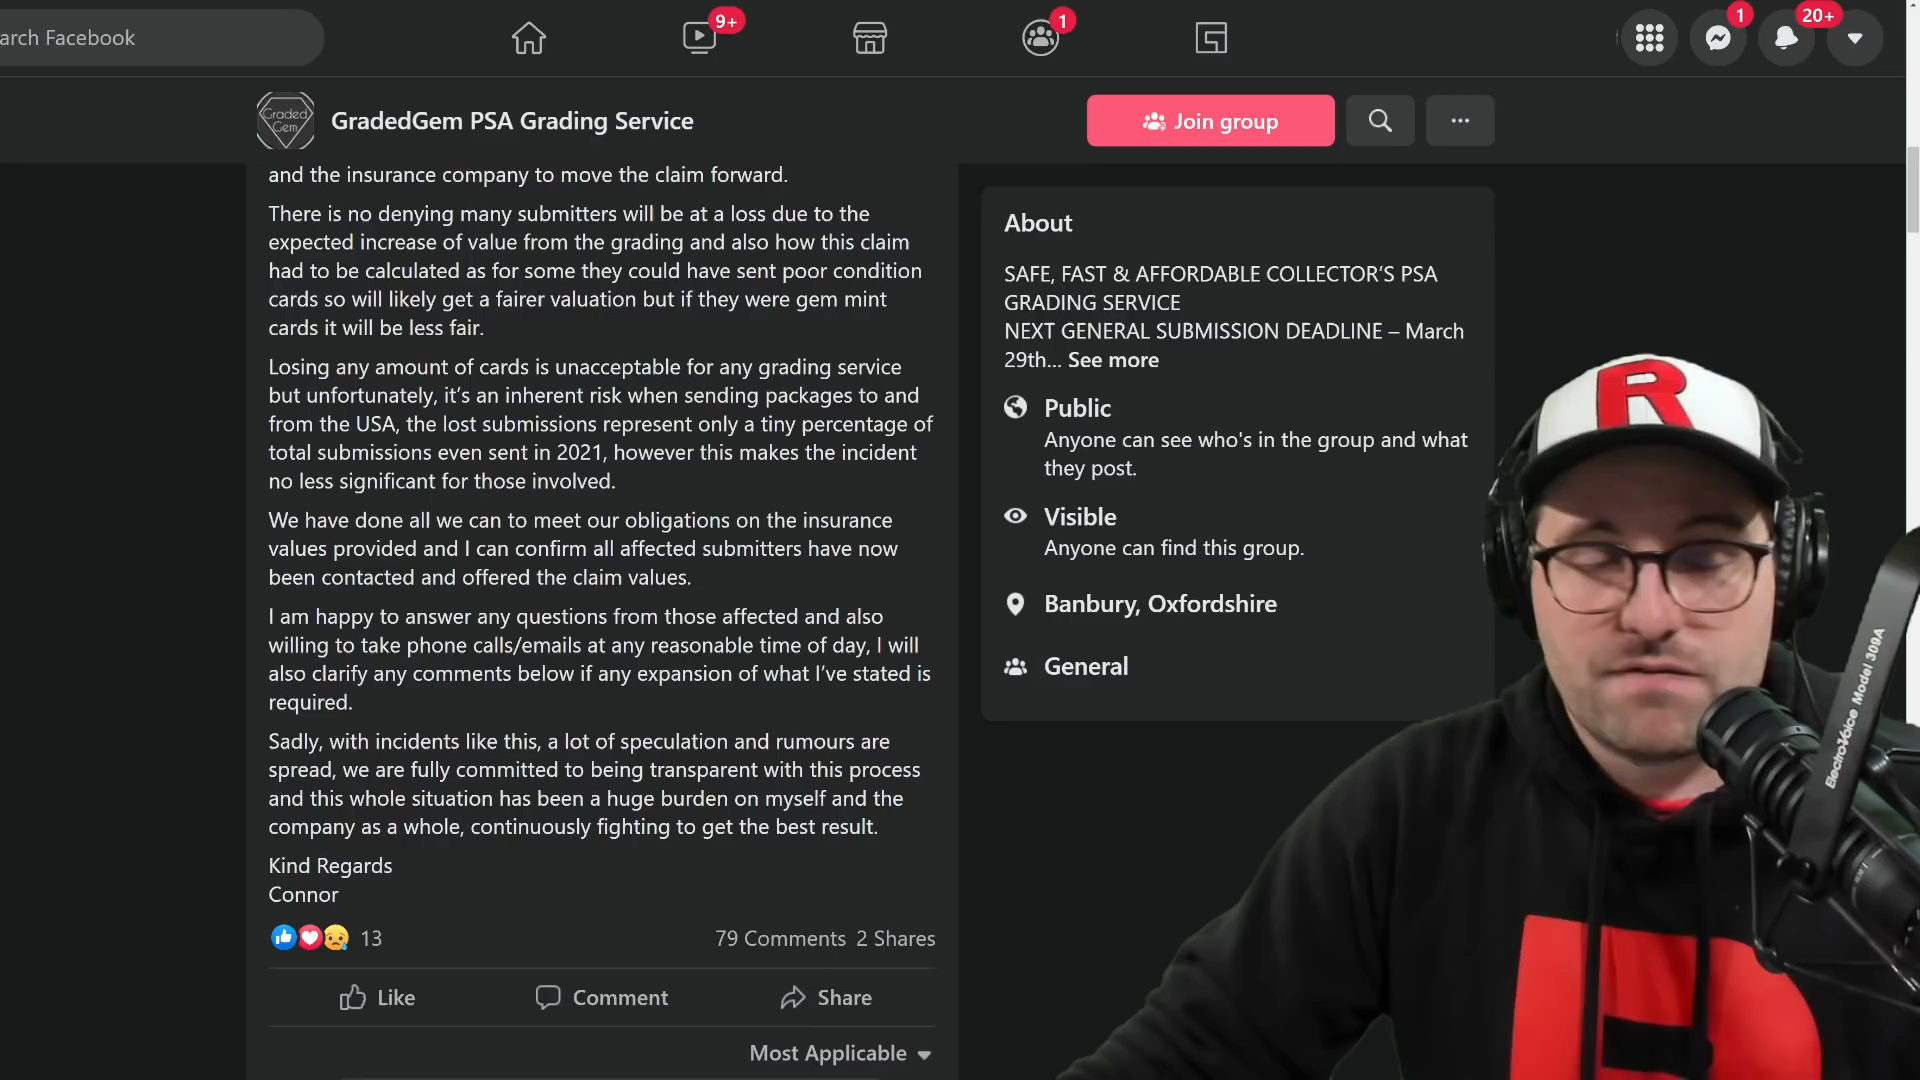 arch Facebook
9+
1
1
20+
Graded
Gem
GradedGem PSA Grading Service
Join group
and the insurance company to move the claim forward.
There is no denying many submitters will be at a loss due to the
expected increase of value from the grading and also how this claim
had to be calculated as for some they could have sent poor condition
cards so will likely get a fairer valuation but if they were gem mint
cards it will be less fair.
Losing any amount of cards is unacceptable for any grading service
but unfortunately, it’s an inherent risk when sending packages to and
from the USA, the lost submissions represent only a tiny percentage of
total submissions even sent in 2021, however this makes the incident
no less significant for those involved.
We have done all we can to meet our obligations on the insurance
values provided and I can confirm all affected submitters have now
been contacted and offered the claim values.
I am happy to answer any questions from those affected and also
willing to take phone calls/emails at any reasonable time of day, I will
also clarify any comments below if any expansion of what I’ve stated is
required.
Sadly, with incidents like this, a lot of speculation and rumours are
spread, we are fully committed to being transparent with this process
and this whole situation has been a huge burden on myself and the
company as a whole, continuously fighting to get the best result.
Kind Regards
Connor
13
79 Comments 2 Shares
Like
Comment
Share
Most Applicable
About
SAFE, FAST & AFFORDABLE COLLECTOR’S PSA
GRADING SERVICE
NEXT GENERAL SUBMISSION DEADLINE – March
29th... See more
Public
Anyone can see who's in the group and what
they post.
Visible
Anyone can find this group.
Banbury, Oxfordshire
General
R
ElectroVoice Model 309A